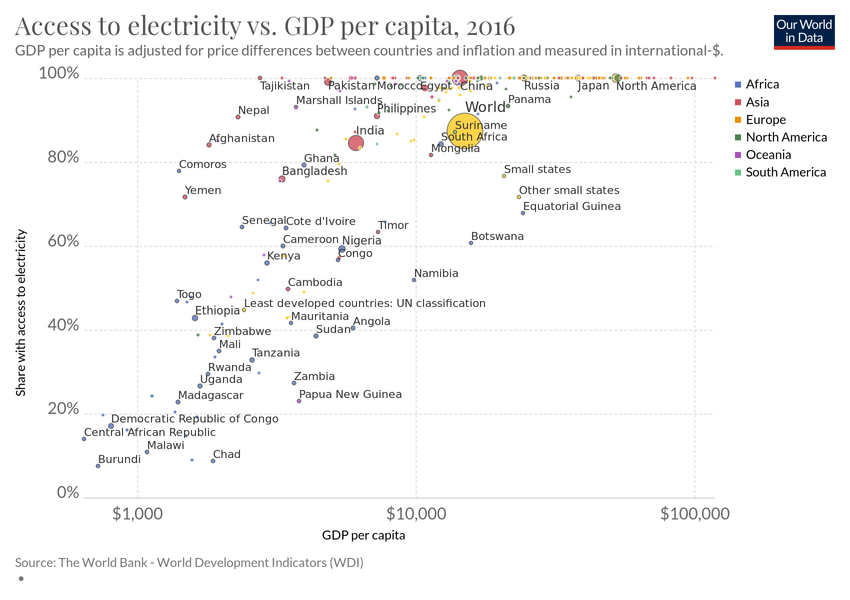 Access to electricity vs. GDP per capita, 2016
GDP per capita is adjusted for price differences between countries and inflation and measured in international-$.
Our World
in Data
100%
80%
60%
40%
20%
0%
Share with access to electricity
Tajikistan
Pakistan
Morocco
Egypt
China
Russia
Japan
North America
Marshall Islands
Nepal
Philippines
World
Panama
India
Suriname
Afghanistan
South Africa
Mongolia
Comoros
Ghana
Bangladesh
Small states
Yemen
Other small states
Equatorial Guinea
Senegal
Cote d'Ivoire
Timor
Cameroon
Nigeria
Botswana
Kenya
Congo
Namibia
Cambodia
Togo
Least developed countries: UN classification
Ethiopia
Mauritania
Angola
Zimbabwe
Sudan
Mali
Tanzania
Rwanda
Uganda
Zambia
Madagascar
Papua New Guinea
Democratic Republic of Congo
Central African Republic
Malawi
Burundi
Chad
$1,000
$10,000
$100,000
GDP per capita
Africa
Asia
Europe
North America
Oceania
South America
Source: The World Bank - World Development Indicators (WDI)